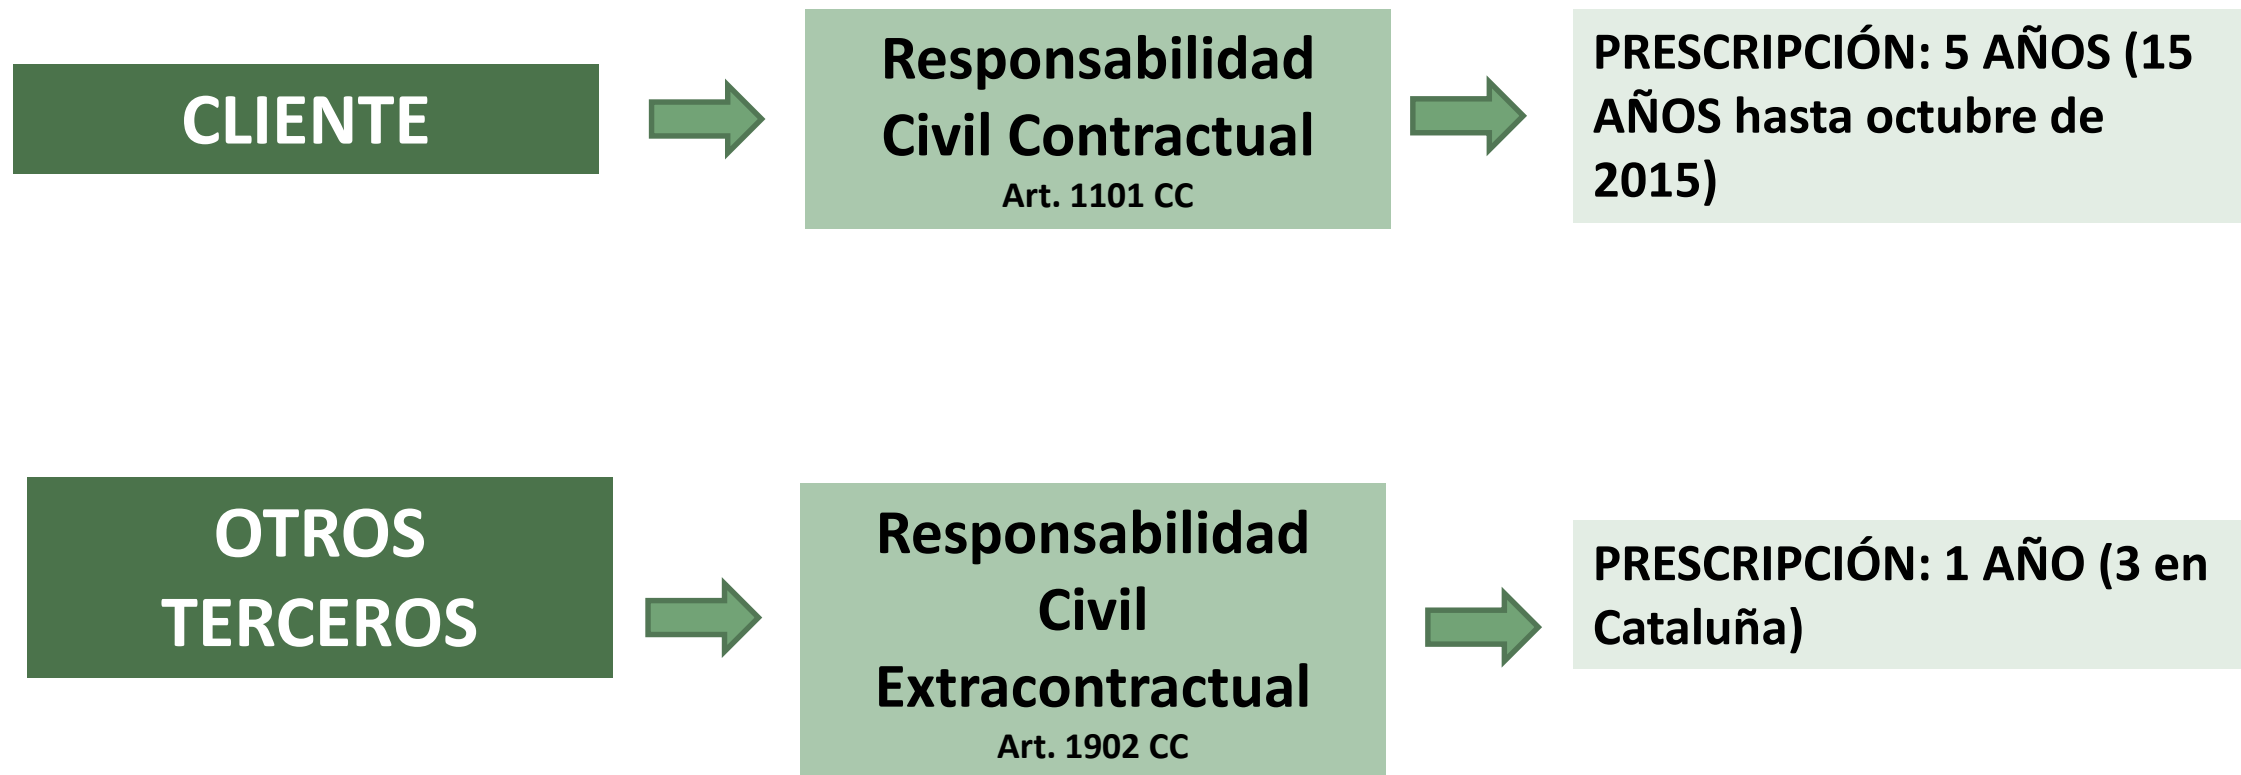 CLIENTE
Responsabilidad
Civil Contractual
Art. 1101 CC
PRESCRIPCIÓN: 5 AÑOS (15
AÑOS hasta octubre de
2015)
OTROS
TERCEROS
Responsabilidad
Civil
Extracontractual
Art. 1902 CC
PRESCRIPCIÓN: 1 AÑO (3 en
Cataluña)